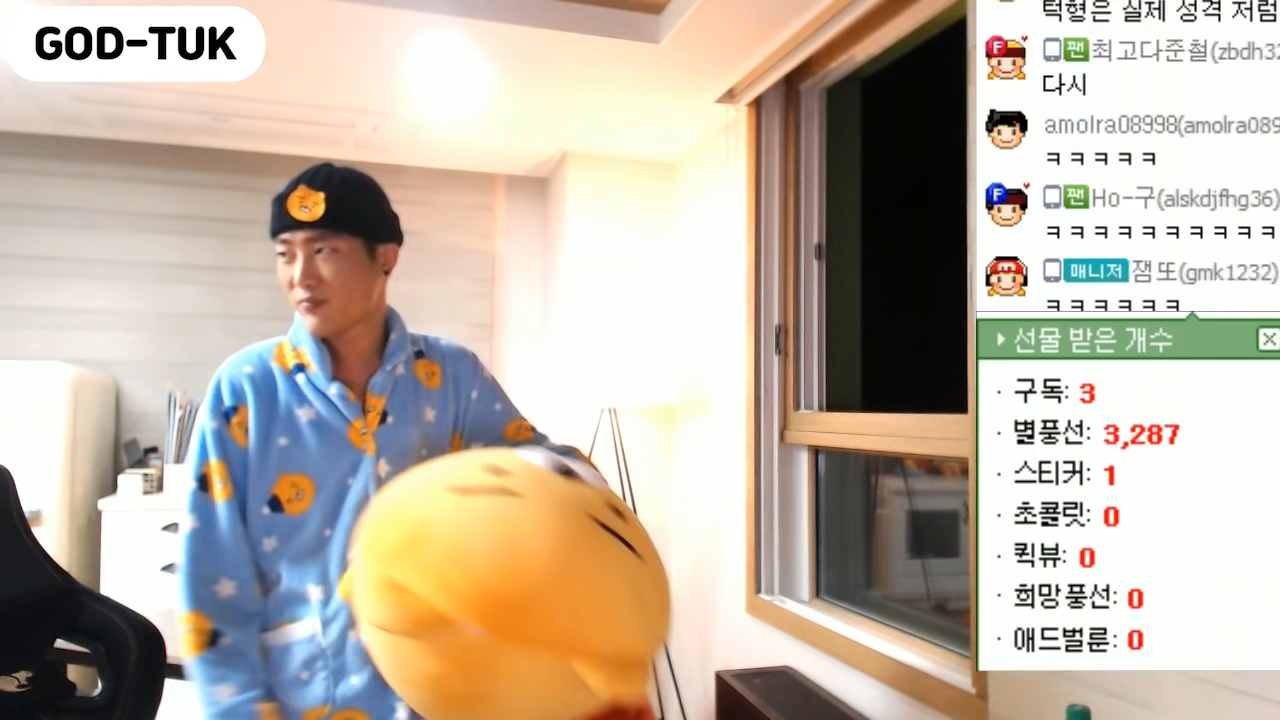 GOD-TUK
턱형은 실제 성격 처럼
팬 최고다준철(zbdh32
다시
amolra08998(amolra089
ㅋㅋㅋㅋㅋ
팬 Ho-구(alskdjfhg36)
ㅋㅋㅋㅋㅋㅋㅋㅋㅋㅋ
매니저 잼또(gmk1232)
ㅋㅋㅋㅋㅋㅋ
선물 받은 개수
· 구독: 3
· 별풍선: 3,287
· 스티커: 1
· 초콜릿: 0
· 퀵뷰: 0
· 희망풍선: 0
· 애드벌룬: 0